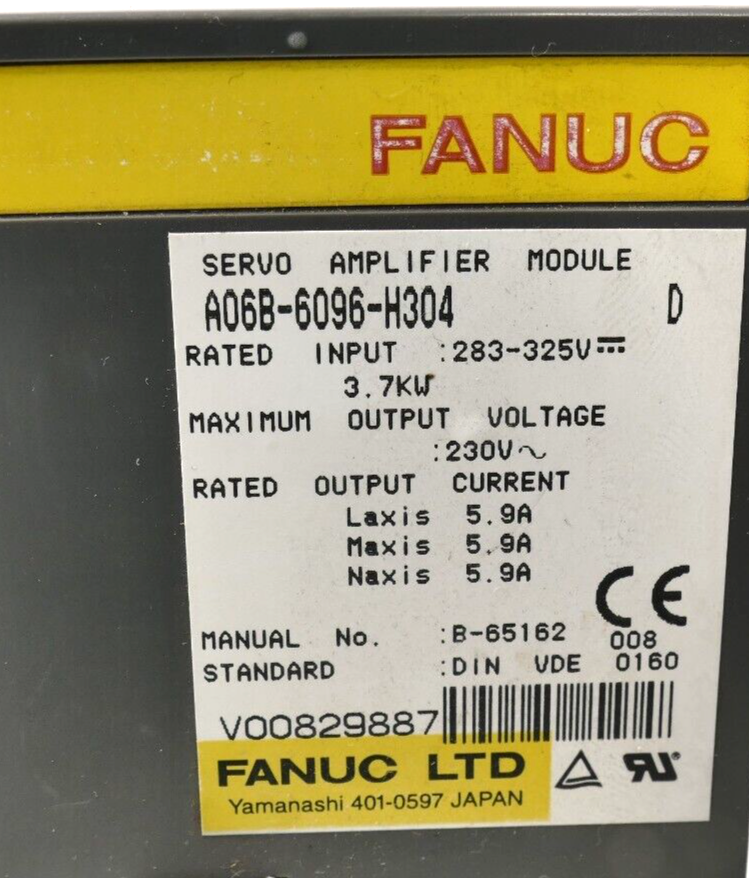 FANUC
SERVO AMPLIFIER MODULE
A06B-6096-H304 D
RATED INPUT :283-325V⎓
3.7KW
MAXIMUM OUTPUT VOLTAGE
:230V~
RATED OUTPUT CURRENT
Laxis 5.9A
Maxis 5.9A
Naxis 5.9A
CE
MANUAL No. :B-65162 008
STANDARD :DIN VDE 0160
V00829887
FANUC LTD
Yamanashi 401-0597 JAPAN